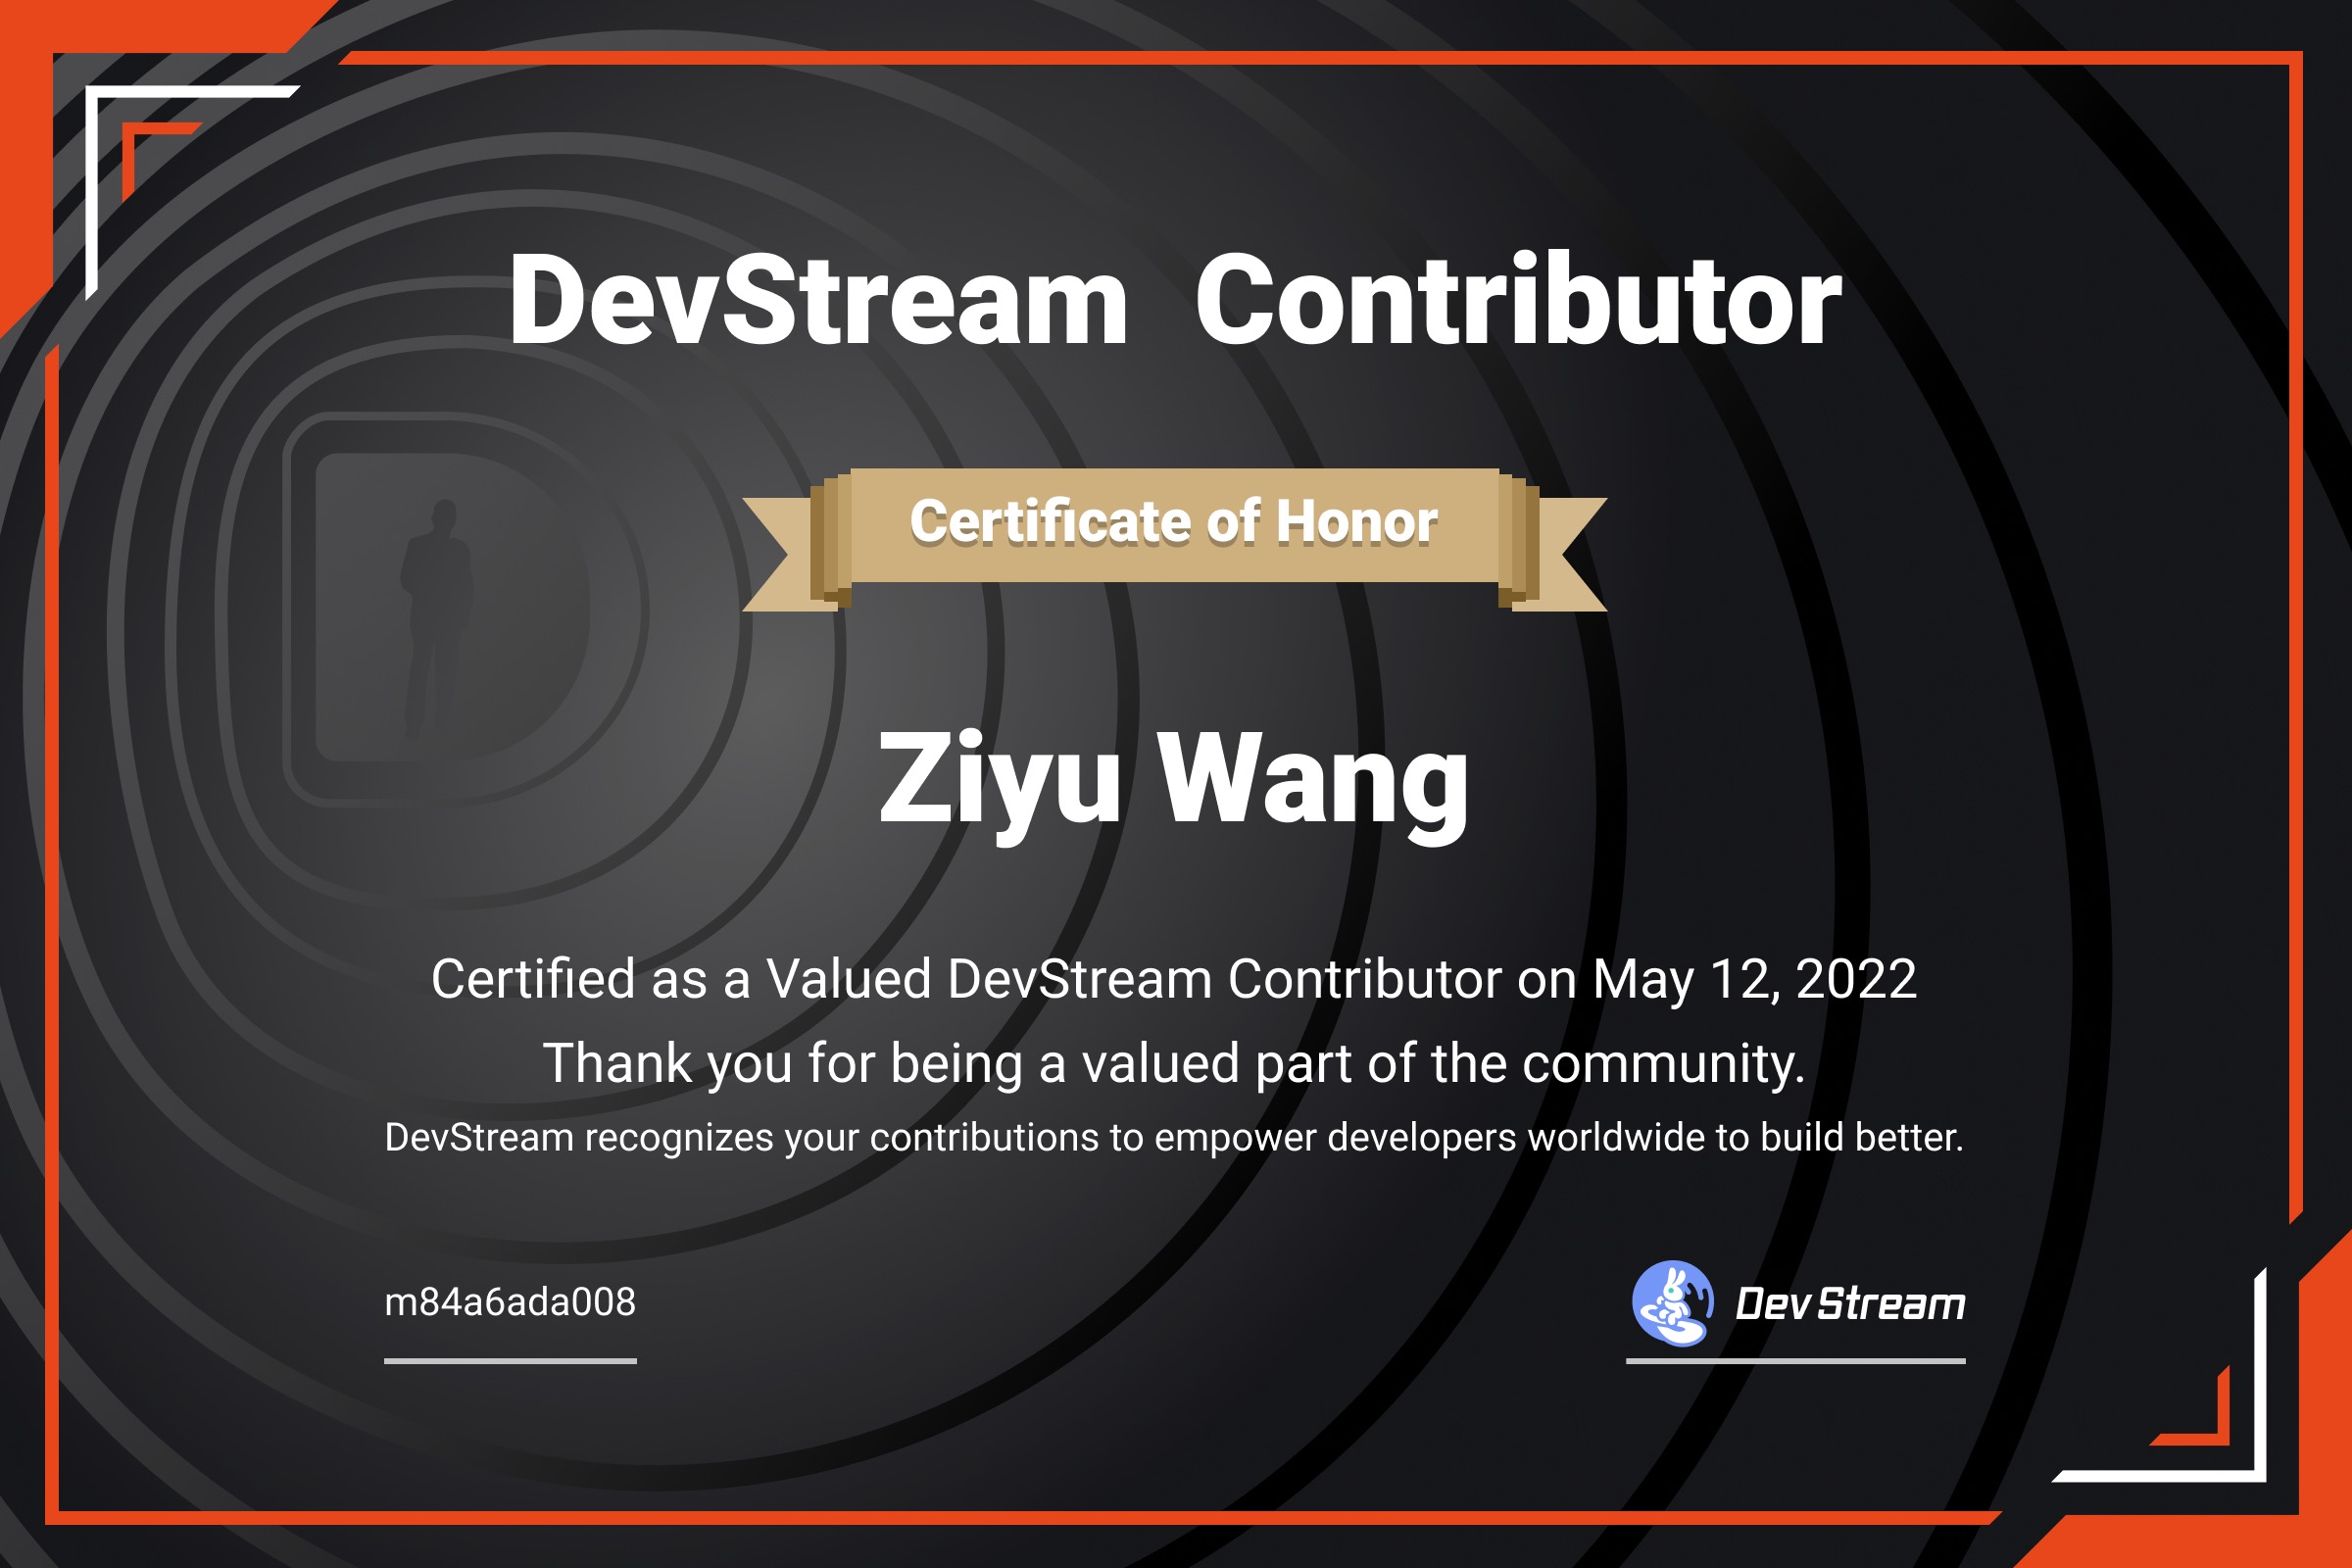 DevStream Contributor
Certificate of Honor
Ziyu Wang
Certified as a Valued DevStream Contributor on May 12, 2022
Thank you for being a valued part of the community.
DevStream recognizes your contributions to empower developers worldwide to build better.
m84a6ada008
DevStream